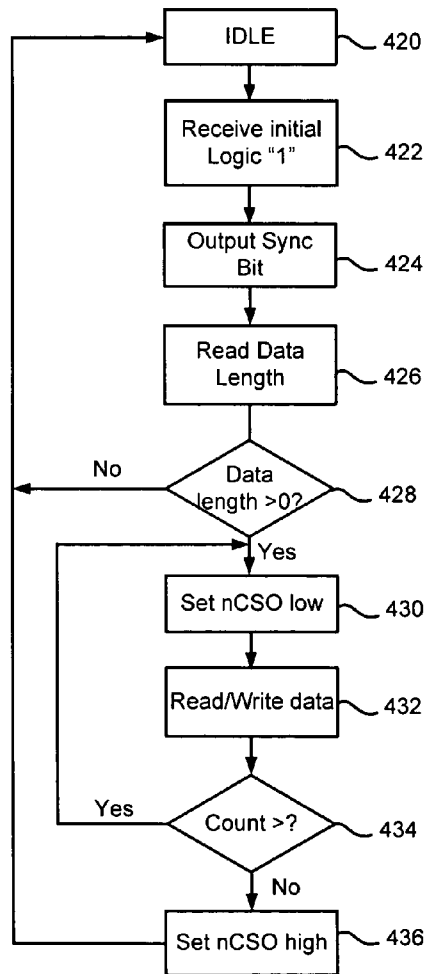 IDLE
420
Receive initial
Logic "1"
422
Output Sync
Bit
424
Read Data
Length
426
No
Data
length >0?
428
Yes
Set nCSO low
430
Read/Write data
432
Yes
Count >?
434
No
Set nCSO high
436